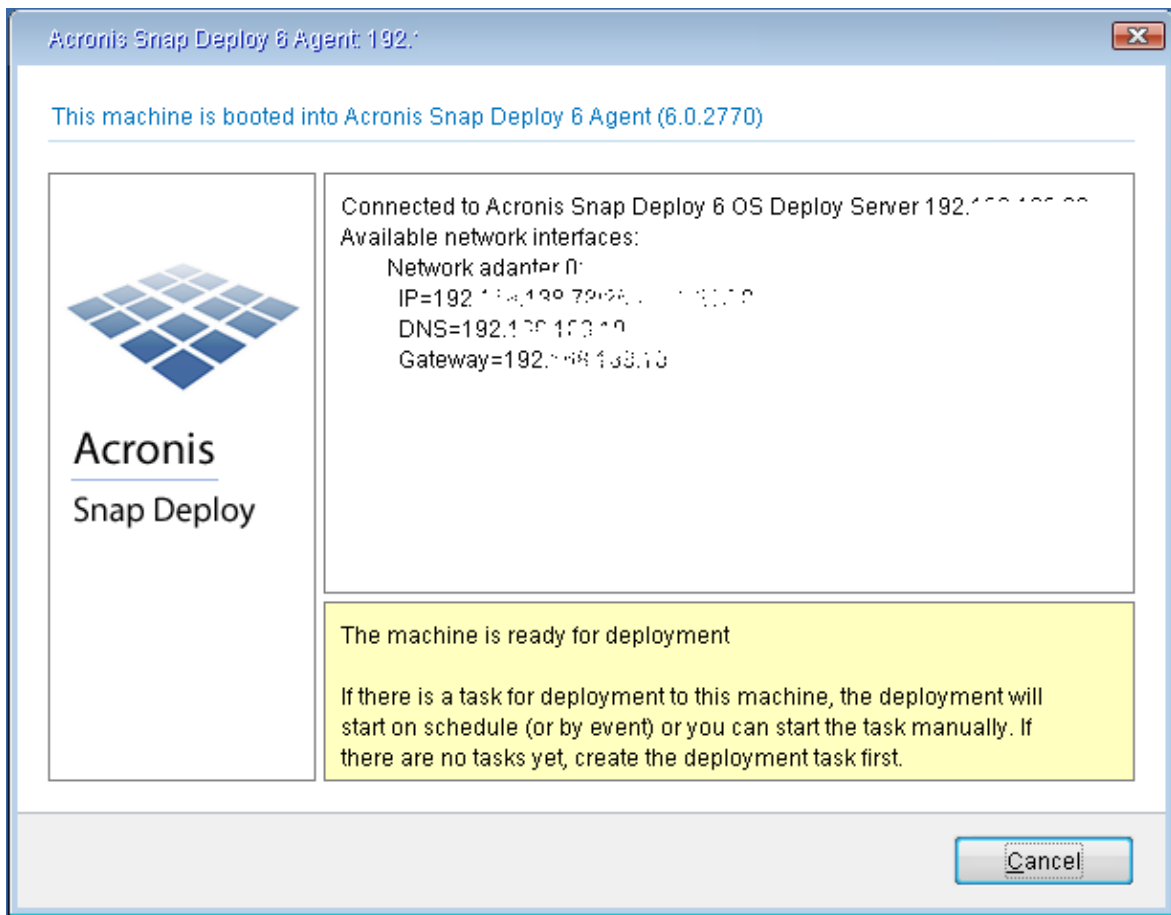 Acronis Snap Deploy 6 Agent: 192.
This machine is booted into Acronis Snap Deploy 6 Agent (6.0.2770)
Acronis
Snap Deploy
Connected to Acronis Snap Deploy 6 OS Deploy Server 192.
Available network interfaces:
Network adapter 0:
IP=192.
DNS=192.
Gateway=192.
The machine is ready for deployment
If there is a task for deployment to this machine, the deployment will
start on schedule (or by event) or you can start the task manually. If
there are no tasks yet, create the deployment task first.
Cancel